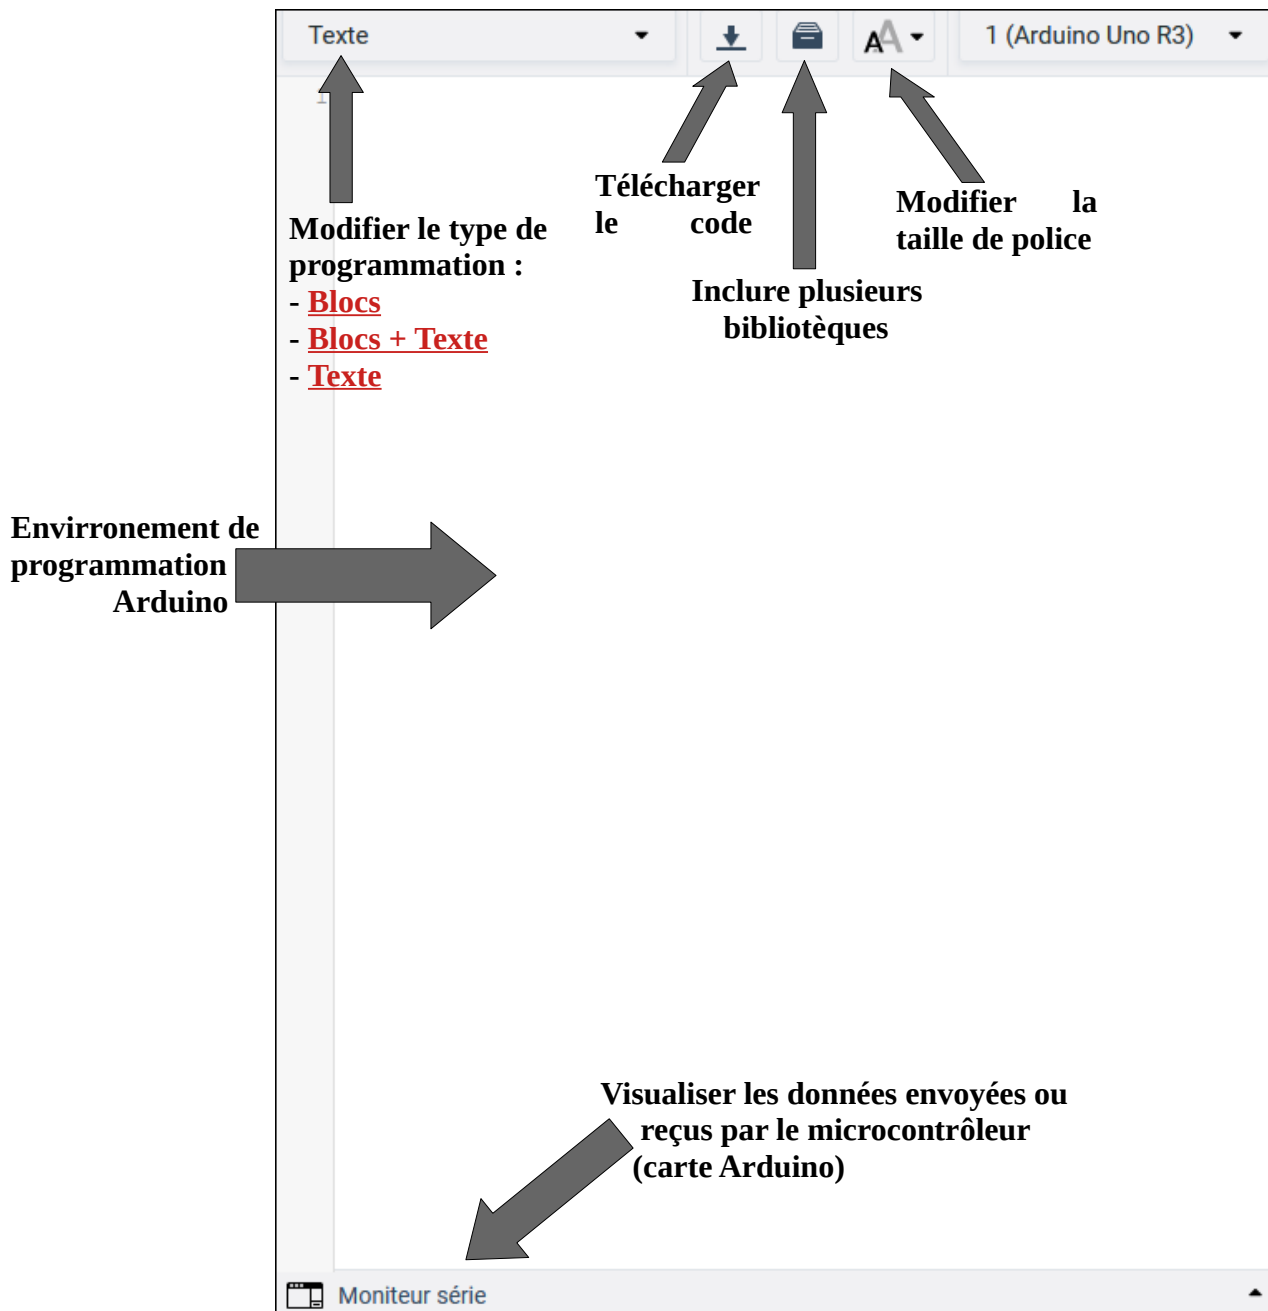 Texte
1 (Arduino Uno R3)
1
Télécharger
le code
Modifier la
taille de police
Modifier le type de
programmation :
- Blocs
- Blocs + Texte
- Texte
Inclure plusieurs
bibliotèques
Envirronement de
programmation
Arduino
Visualiser les données envoyées ou
reçus par le microcontrôleur
(carte Arduino)
Moniteur série